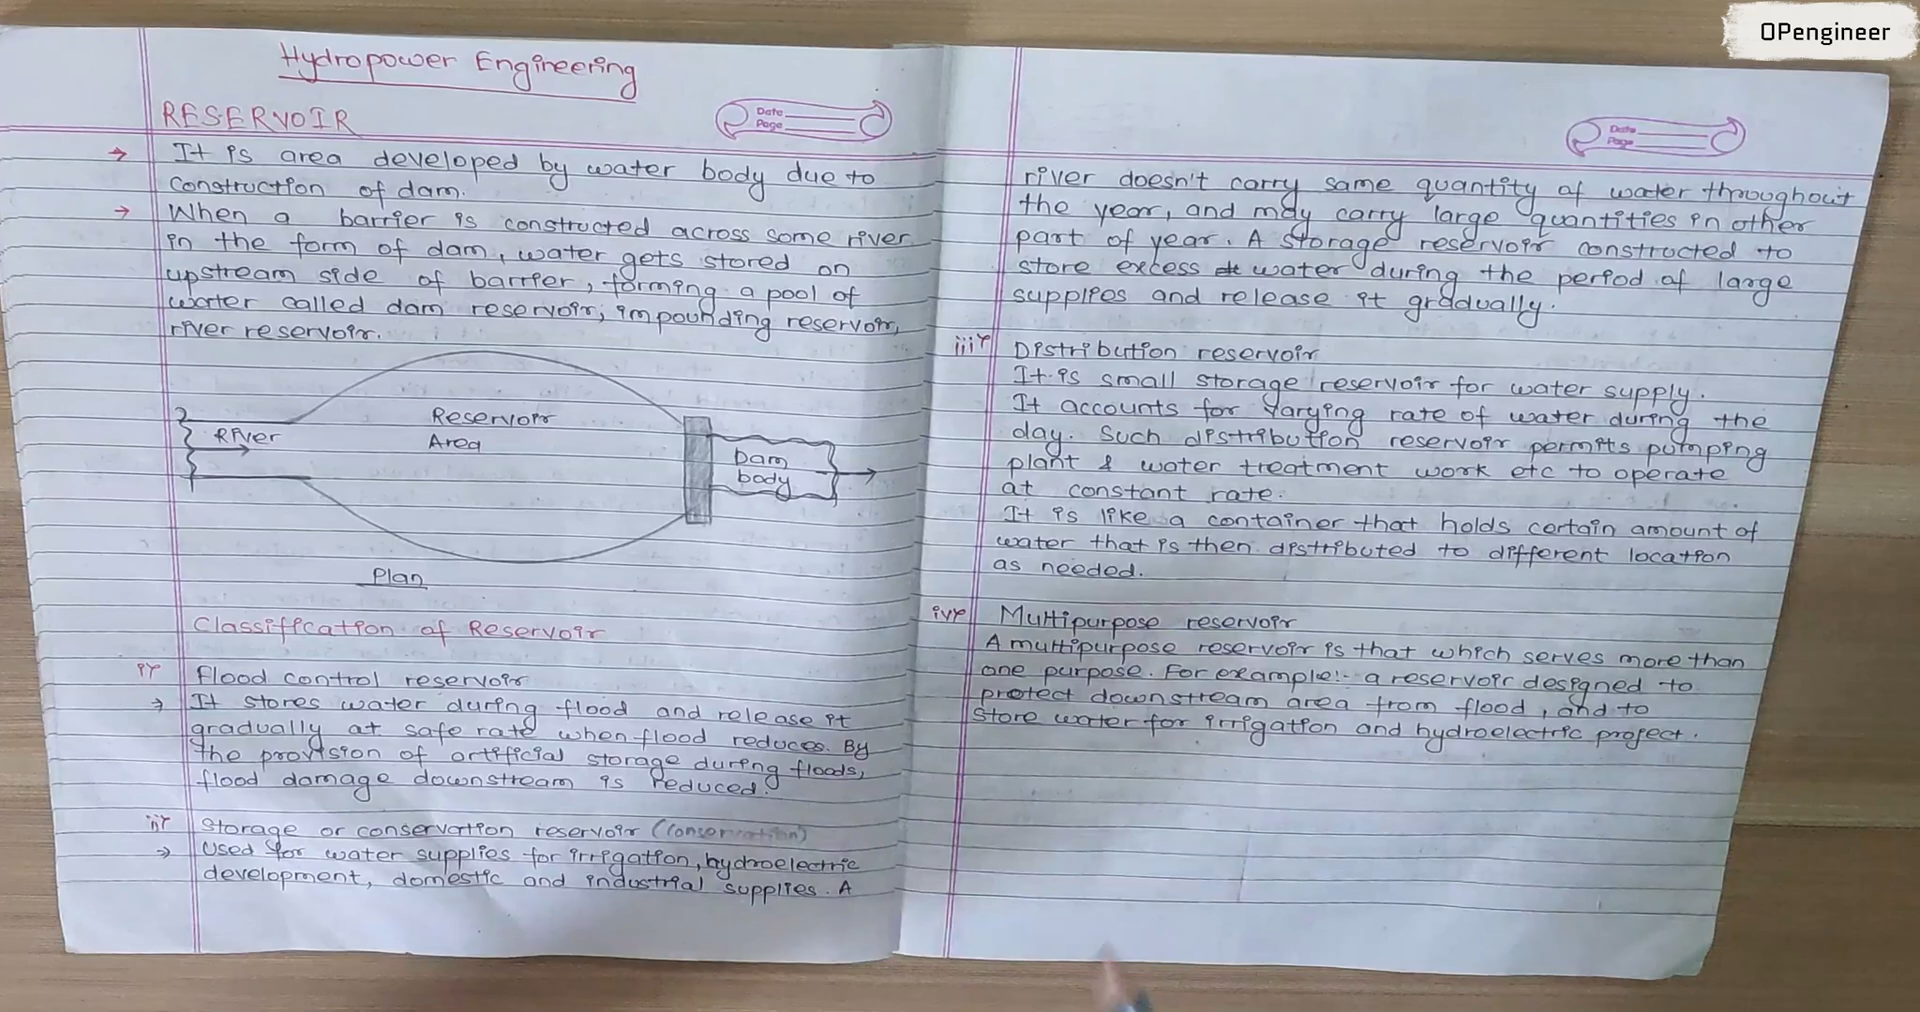 OPengineer
Hydropower Engineering
RESERVOIR
Date
Page
→ It is area developed by water body due to
construction of dam.
→ When a barrier is constructed across some river
in the form of dam, water gets stored on
upstream side of barrier, forming a pool of
water called dam reservoir, impounding reservoir,
river reservoir.
Reservoir
Area
River
Dam
body
Plan
Classification of Reservoir
i) Flood control reservoir
→ It stores water during flood and release it
gradually at safe rate when flood reduces. By
the provision of artificial storage during floods,
flood damage downstream is reduced.
ii) Storage or conservation reservoir (Conservation)
→ Used for water supplies for irrigation, hydroelectric
development, domestic and industrial supplies. A
Date
Page
river doesn't carry same quantity of water throughout
the year, and may carry large quantities in other
part of year. A storage reservoir constructed to
store excess water during the period of large
supplies and release it gradually.
iii) Distribution reservoir
It is small storage reservoir for water supply.
It accounts for varying rate of water during the
day. Such distribution reservoir permits pumping
plant & water treatment work etc to operate
at constant rate.
It is like a container that holds certain amount of
water that is then distributed to different location
as needed.
iv) Multipurpose reservoir
A multipurpose reservoir is that which serves more than
one purpose. For example:- a reservoir designed to
protect downstream area from flood, and to
store water for irrigation and hydroelectric project.